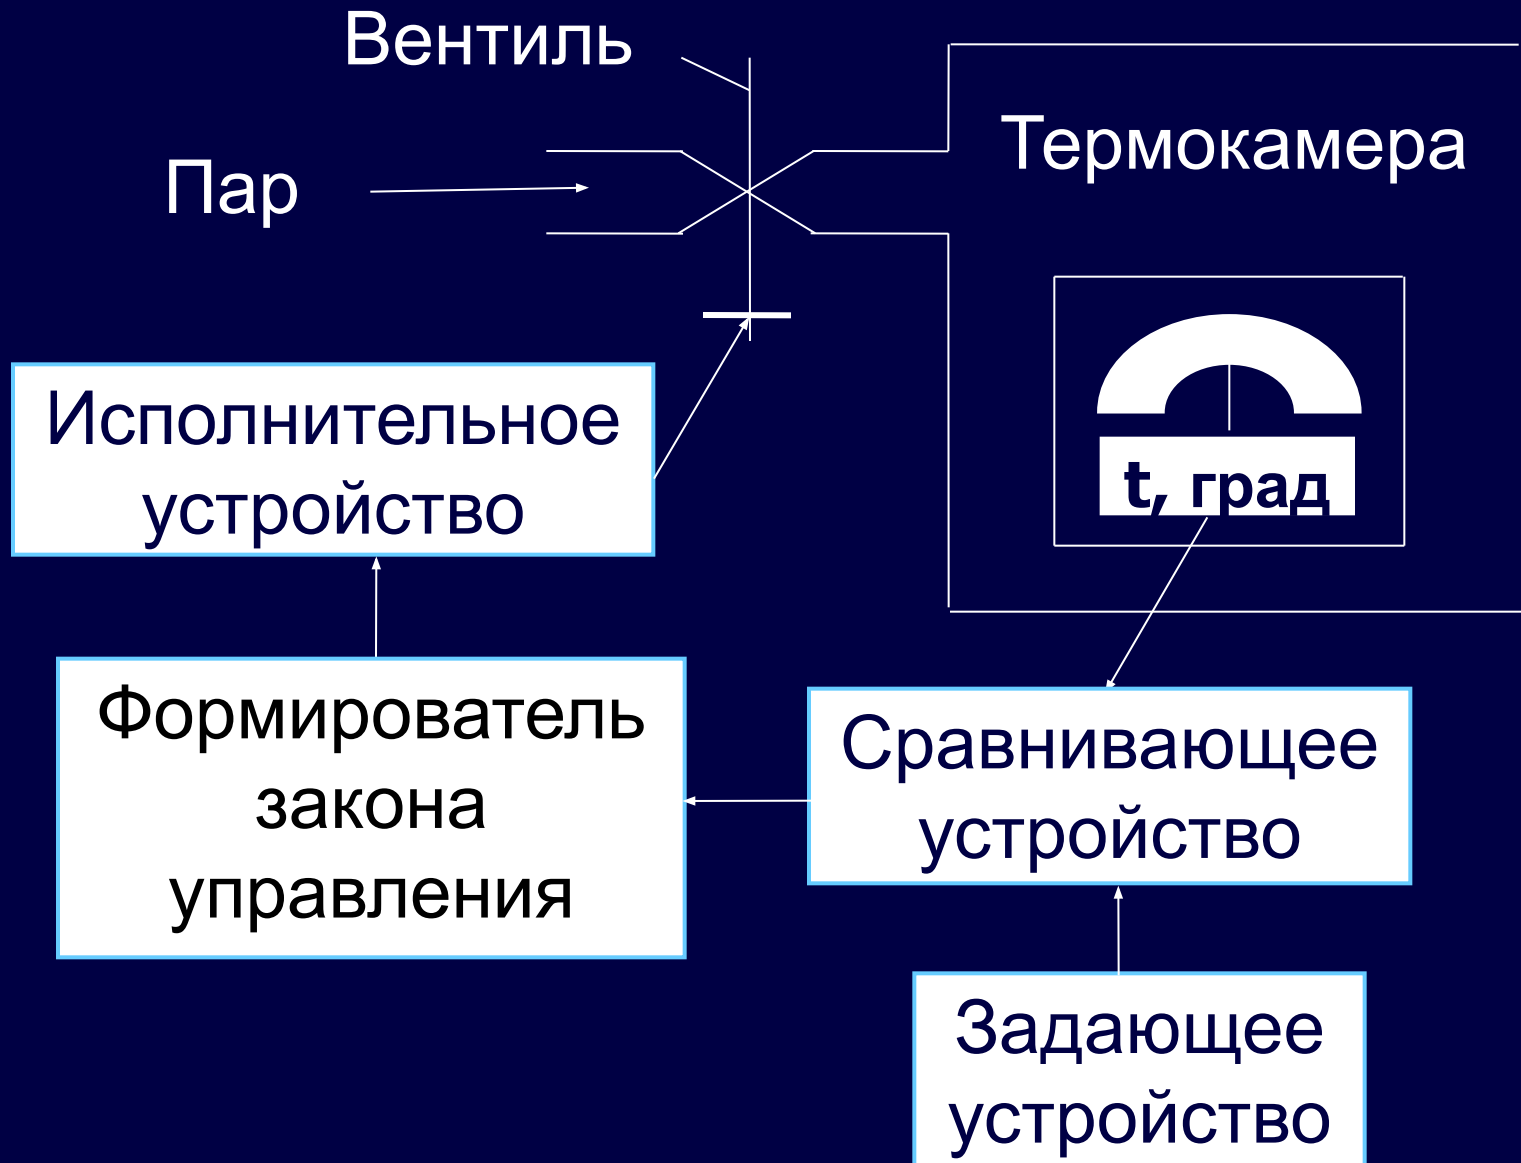 Вентиль
Пар
Термокамера
t, град
Исполнительное
устройство
Формирователь
закона
управления
Сравнивающее
устройство
Задающее
устройство